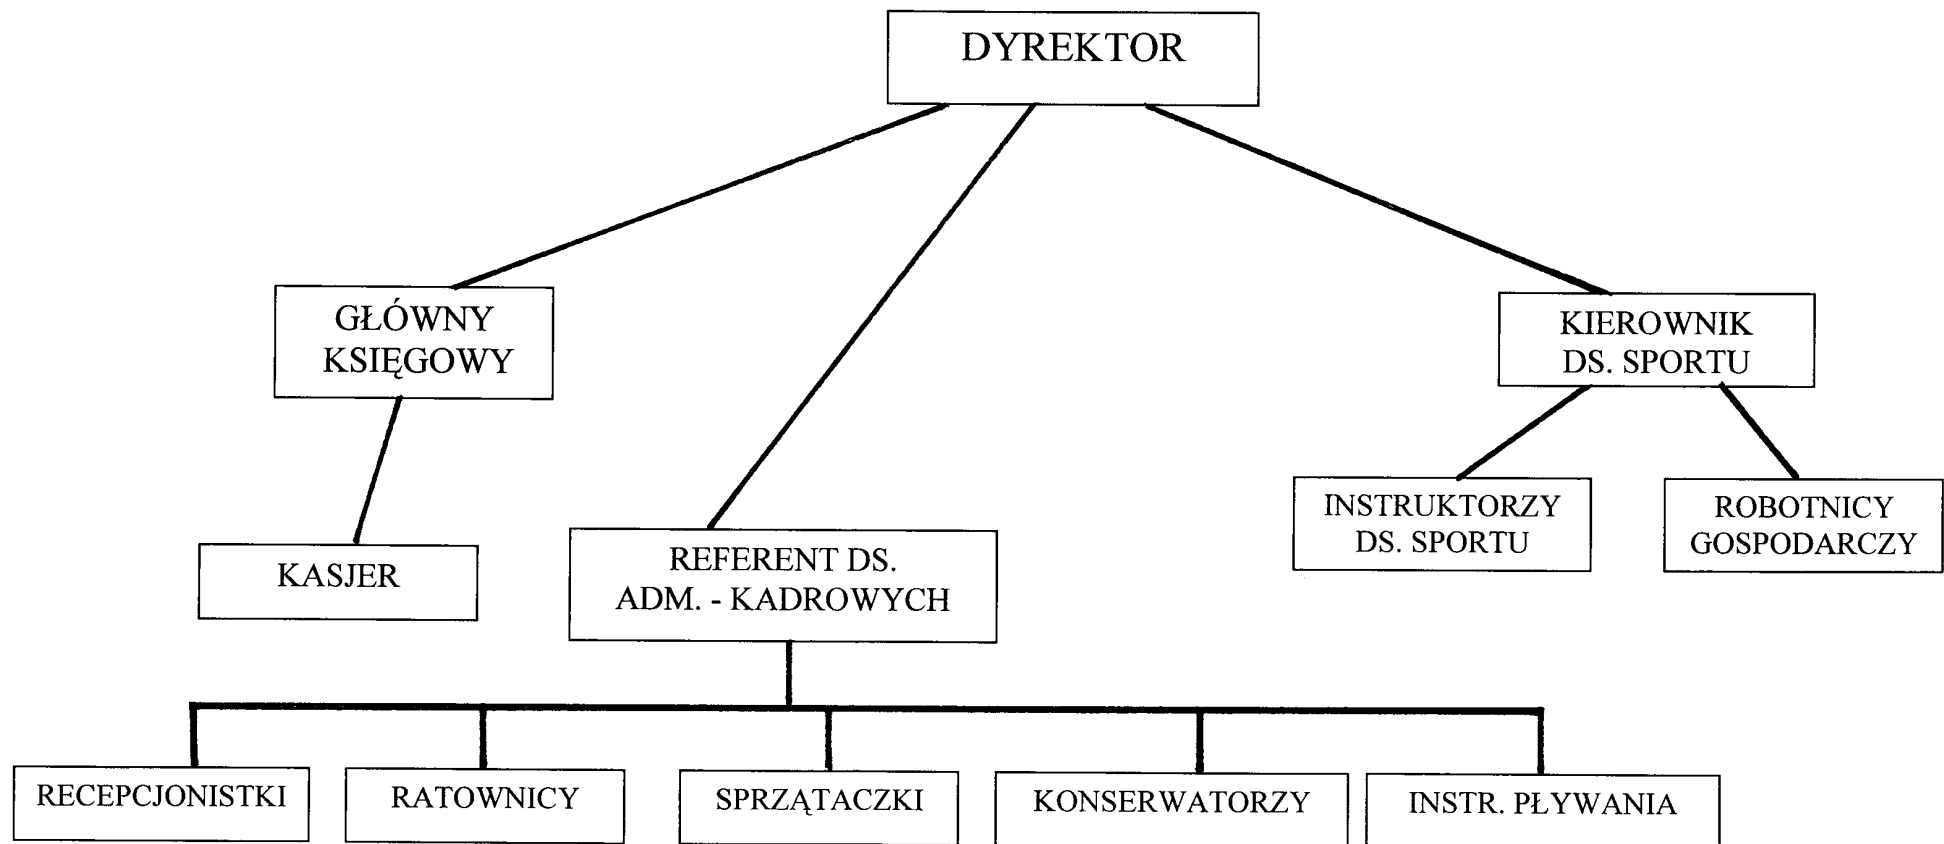 DYREKTOR
GŁÓWNY
KSIĘGOWY
KIEROWNIK
DS. SPORTU
INSTRUKTORZY
DS. SPORTU
ROBOTNICY
GOSPODARCZY
KASJER
REFERENT DS.
ADM. - KADROWYCH
RECEPCJONISTKI
RATOWNICY
SPRZĄTACZKI
KONSERWATORZY
INSTR. PŁYWANIA